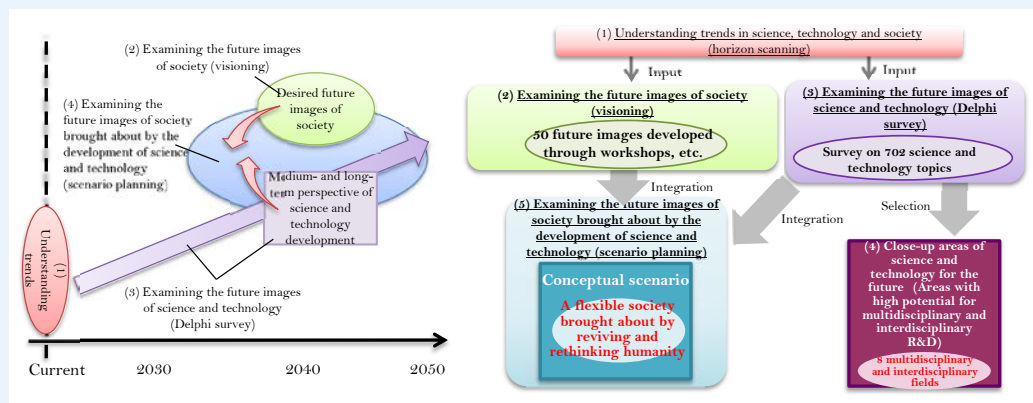 (2) Examining the future images
of society (visioning)
Desired future
images of
society
(4) Examining the
future images of society
brought about by the
development of science
and technology
(scenario planning)
Medium- and long-
term perspective of
science and
technology
development
(1)
Understanding
trends
(3) Examining the future images
of science and technology
(Delphi survey)
Current
2030
2040
2050
(1) Understanding trends in science, technology and society
(horizon scanning)
Input
Input
(2) Examining the future images of society
(visioning)
50 future images developed
through workshops, etc.
(3) Examining the future images of
science and technology (Delphi
survey)
Survey on 702 science and
technology topics
Integration
Integration
Selection
(5) Examining the future images of
society brought about by the
development of science and
technology (scenario planning)
Conceptual scenario
A flexible society
brought about by
reviving and
rethinking humanity
(4) Close-up areas of
science and
technology for the
future (Areas with
high potential for
multidisciplinary and
interdisciplinary
R&D)
8 multidisciplinary
and interdisciplinary
fields